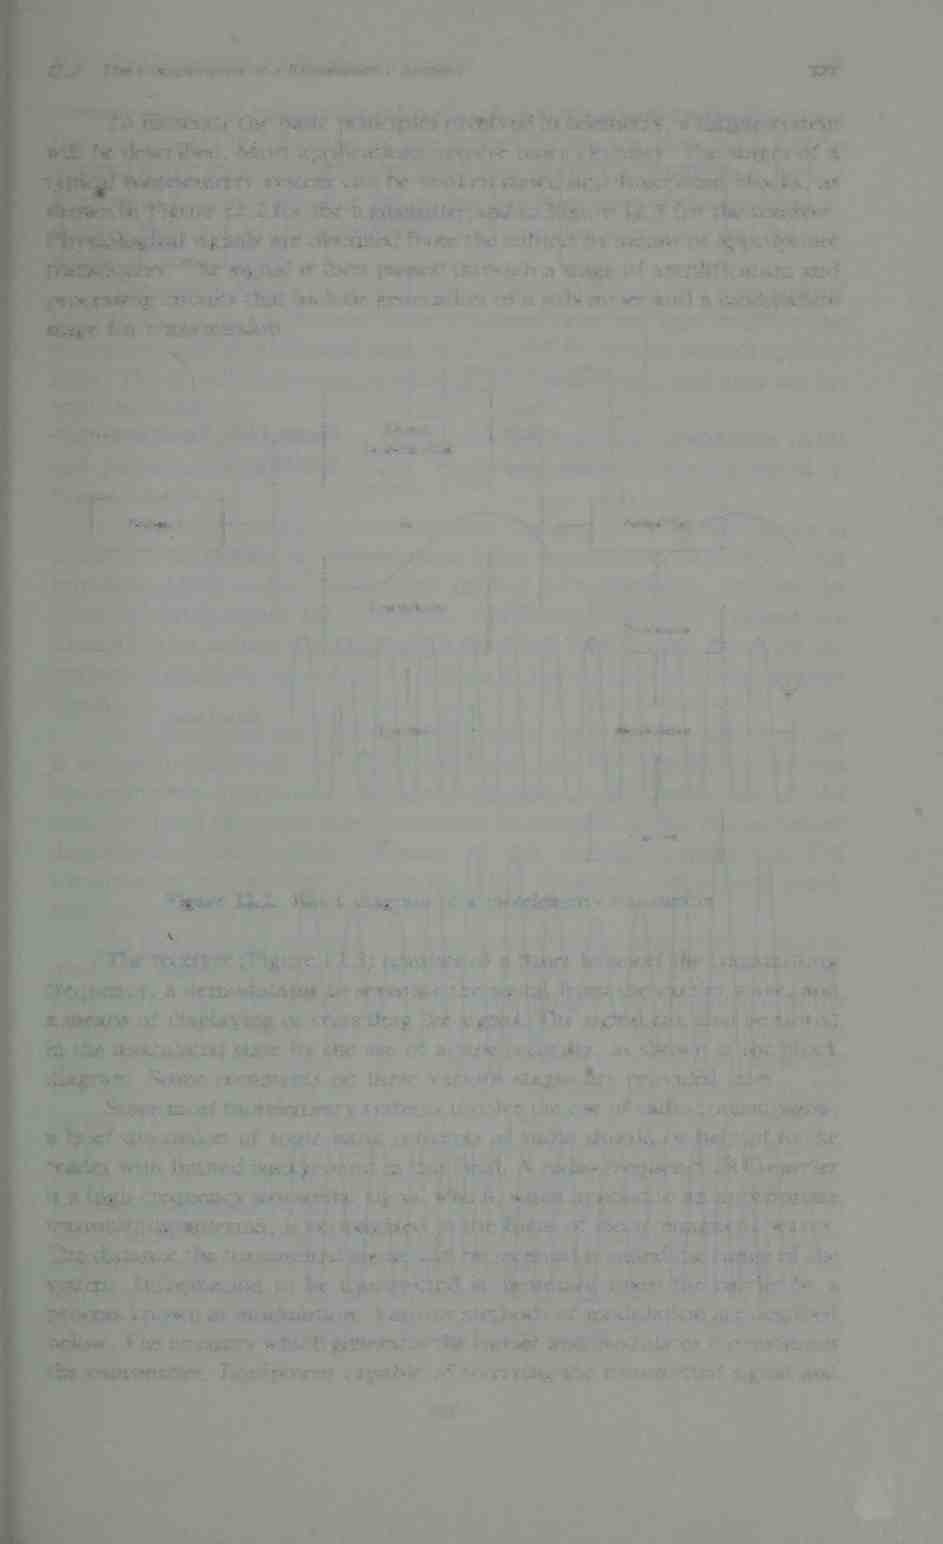 12.2 The Components of a Biotelemetry System
To illustrate the basic principles involved in telemetry, a simple system
will be described. Most applications involve more elements. The stages of a
typical biotelemetry system can be broken down into functional blocks, as
shown in Figure 12.2 for the transmitter and in Figure 12.3 for the receiver.
Physiological signals are obtained from the subject by means of appropriate
transducers. The signal is then passed through a stage of amplification and
processing circuits that include generation of a subcarrier and a modulation
stage for transmission.
Direct
Subject
Amplifier
Transducer
Processor
Exciter
Modulator
Carrier
Figure 12.2. Block diagram of a biotelemetry transmitter.
The receiver (Figure 12.3) consists of a tuner to select the transmitting
frequency, a demodulator to separate the signal from the carrier wave, and
a means of displaying or recording the signal. The signal can also be stored
in the modulated state by the use of a tape recorder, as shown in the block
diagram. Some comments on these various stages are provided later.
Since most biotelemetry systems involve the use of radio transmission,
a brief discussion of some basic concepts of radio should be helpful to the
reader with limited background in this field. A radio-frequency (RF) carrier
is a high-frequency sinusoidal signal which, when applied to an appropriate
transmitting antenna, is propagated in the form of electromagnetic waves.
The distance the transmitted signal can be received is called the range of the
system. Information to be transmitted is impressed upon the carrier by a
process known as modulation. Various methods of modulation are described
below. The circuitry which generates the carrier and modulates it constitutes
the transmitter. Equipment capable of receiving the transmitted signal and